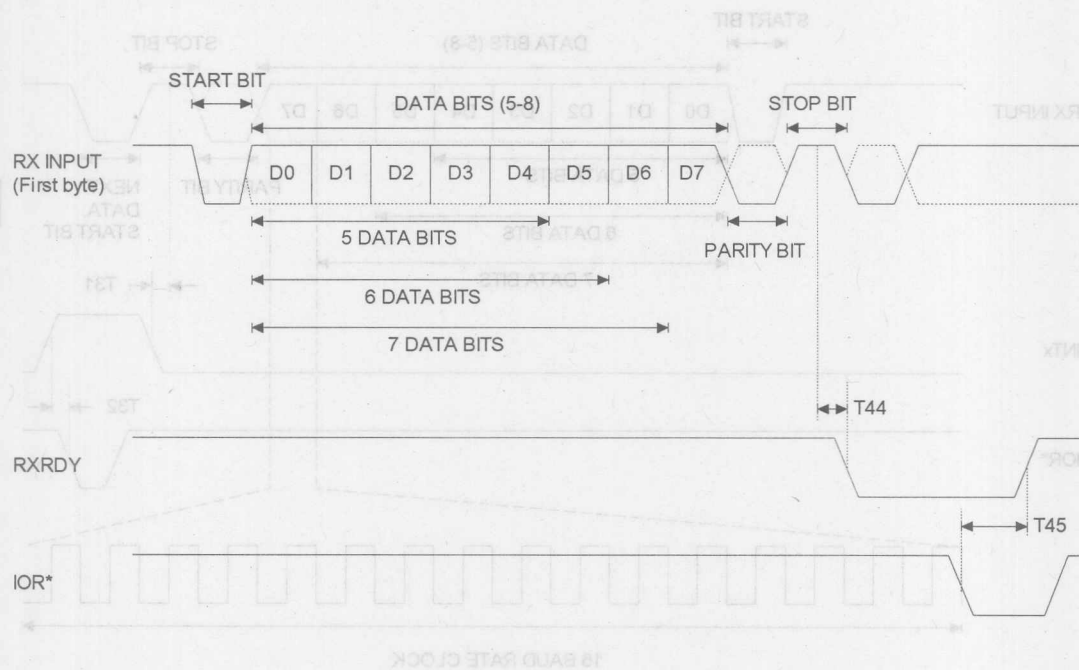 START BIT
DATA BITS (5-8)
STOP BIT
RX INPUT
(First byte)
D0 D1 D2 D3 D4 D5 D6 D7
5 DATA BITS
PARITY BIT
6 DATA BITS
7 DATA BITS
T44
RXRDY
T45
IOR*